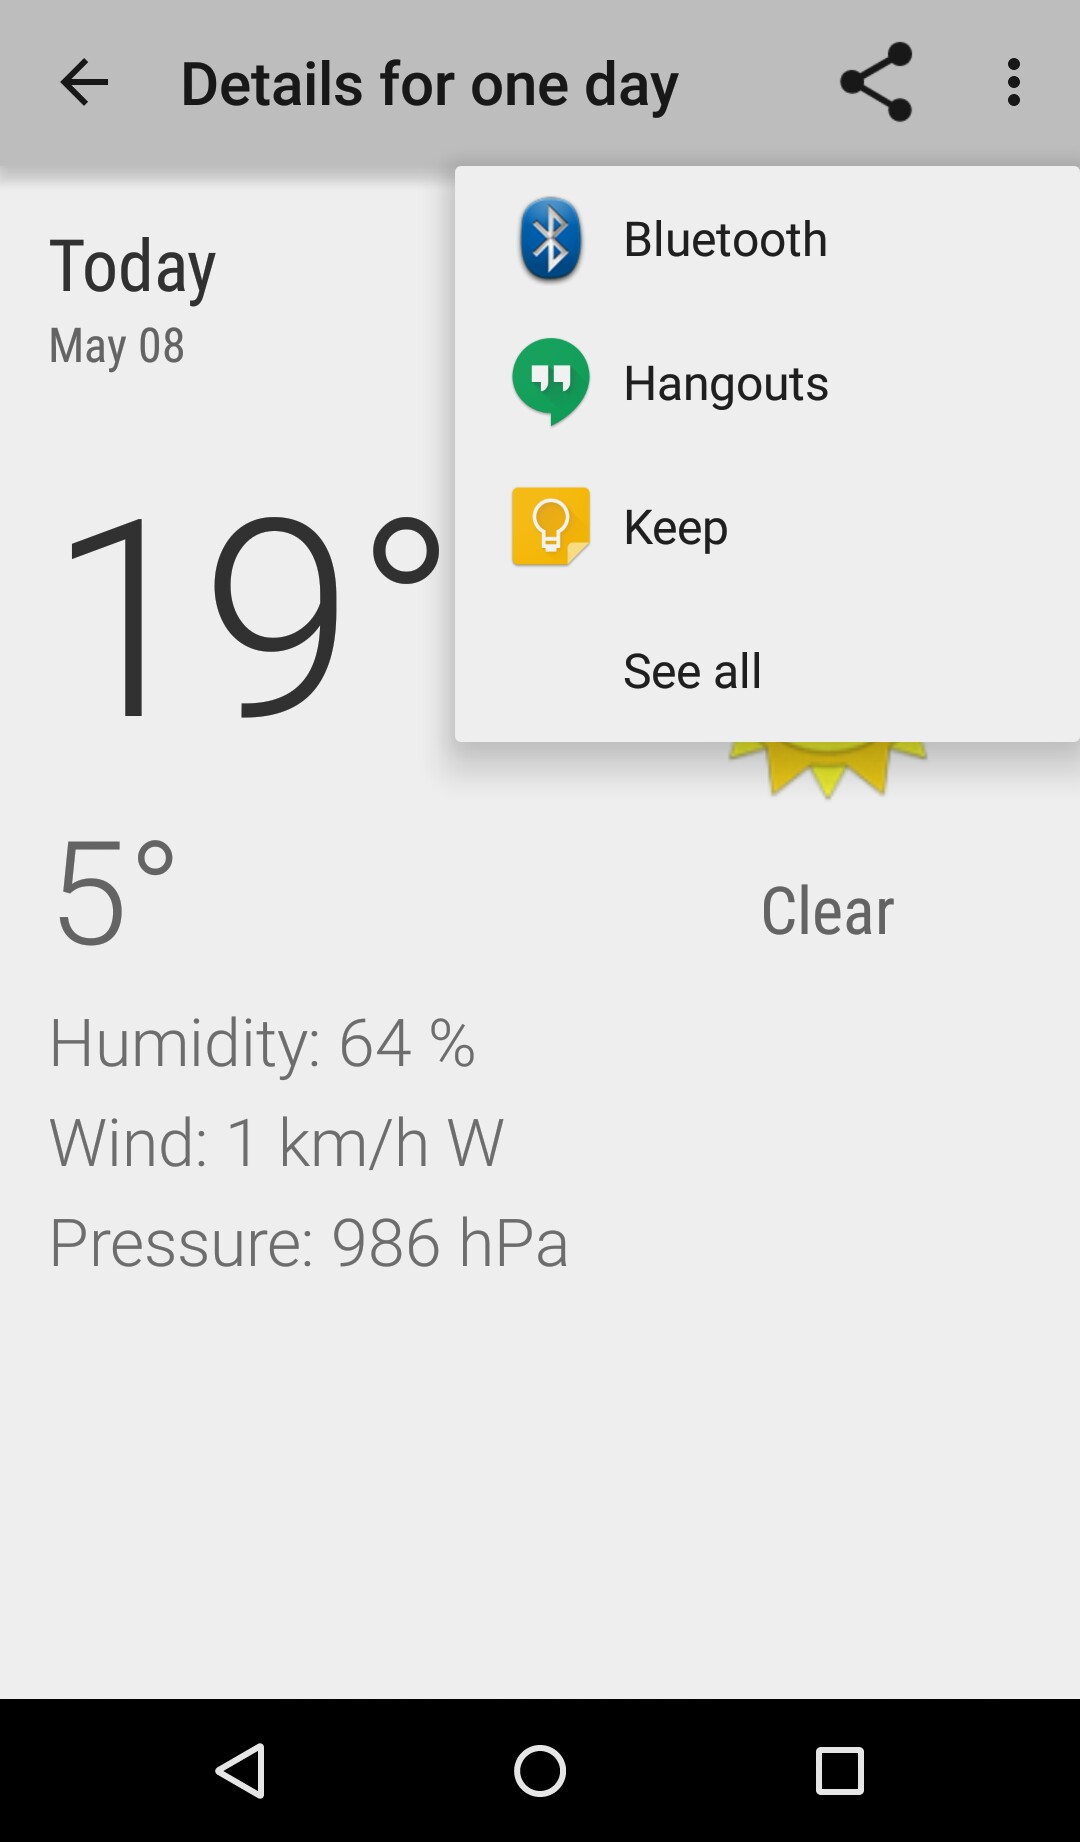 Details for one day
Bluetooth
Hangouts
Keep
See all
Today
May 08
19°
5°
Clear
Humidity: 64 %
Wind: 1 km/h W
Pressure: 986 hPa